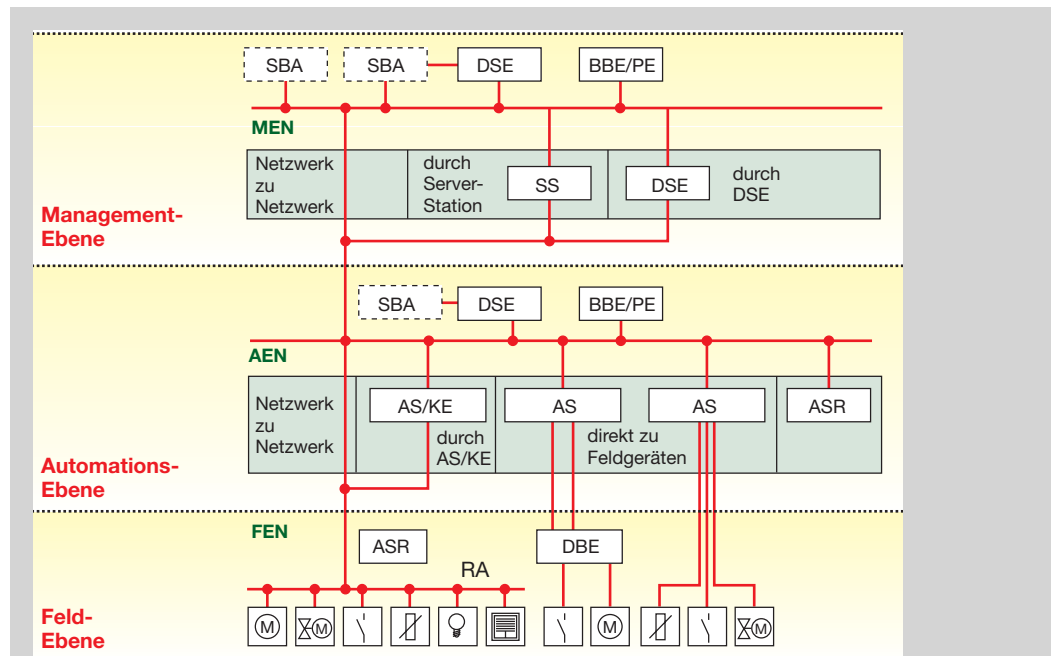 SBA
SBA
DSE
BBE/PE
MEN
Netzwerk
zu
Netzwerk
durch
Server-
Station
SS
DSE
durch
DSE
Management-
Ebene
SBA
DSE
BBE/PE
AEN
Netzwerk
zu
Netzwerk
AS/KE
durch
AS/KE
AS
AS
direkt zu
Feldgeräten
ASR
Automations-
Ebene
FEN
ASR
RA
DBE
M
M
M
M
Feld-
Ebene